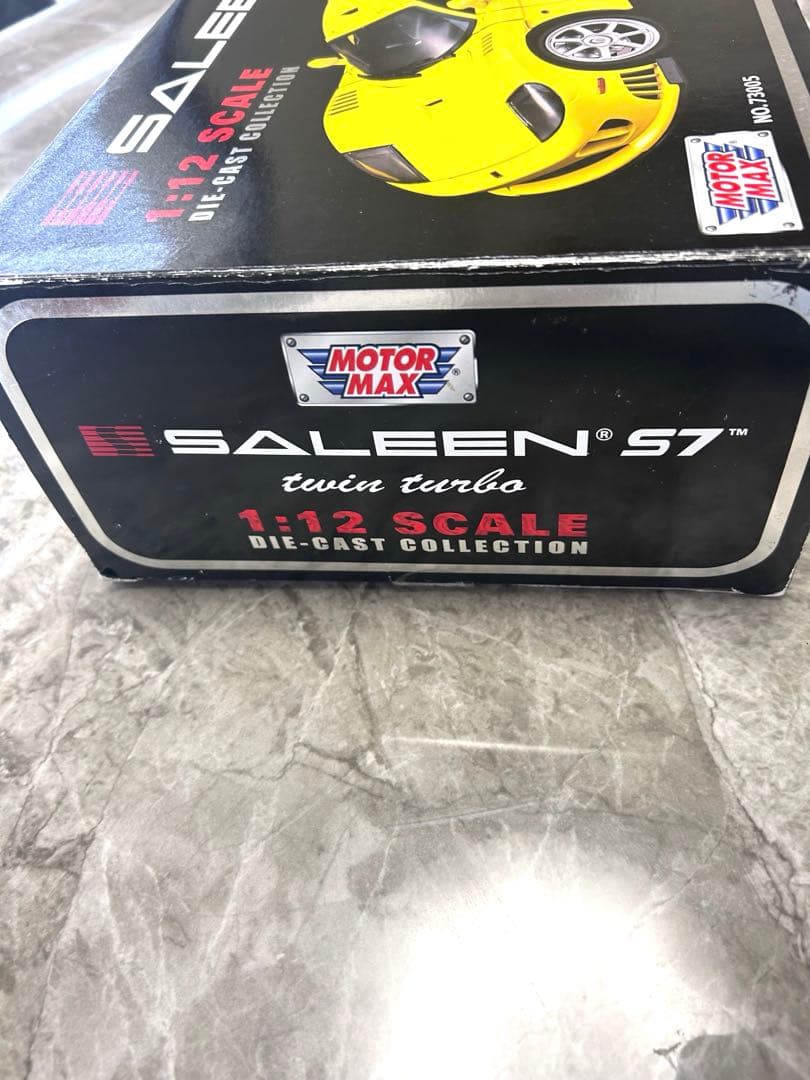 SALEE
1:12 SCALE
DIE-CAST COLLECTION
NO.73005
MOTOR
MAX
MOTOR
MAX®
SALEEN® S7™
twin turbo
1:12 SCALE
DIE-CAST COLLECTION